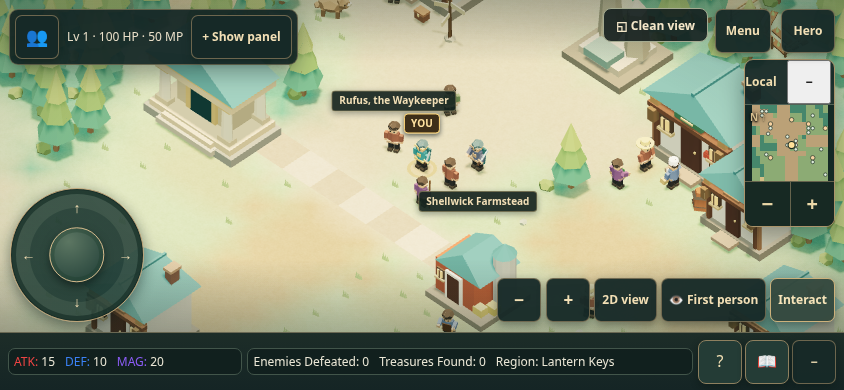 Lv 1 · 100 HP · 50 MP
+ Show panel
◱ Clean view
Menu
Hero
Local
–
N
Rufus, the Waykeeper
YOU
Shellwick Farmstead
↑
←
→
↓
−
+
−
+
2D view
First person
Interact
ATK: 15 DEF: 10 MAG: 20
Enemies Defeated: 0 Treasures Found: 0 Region: Lantern Keys
?
–